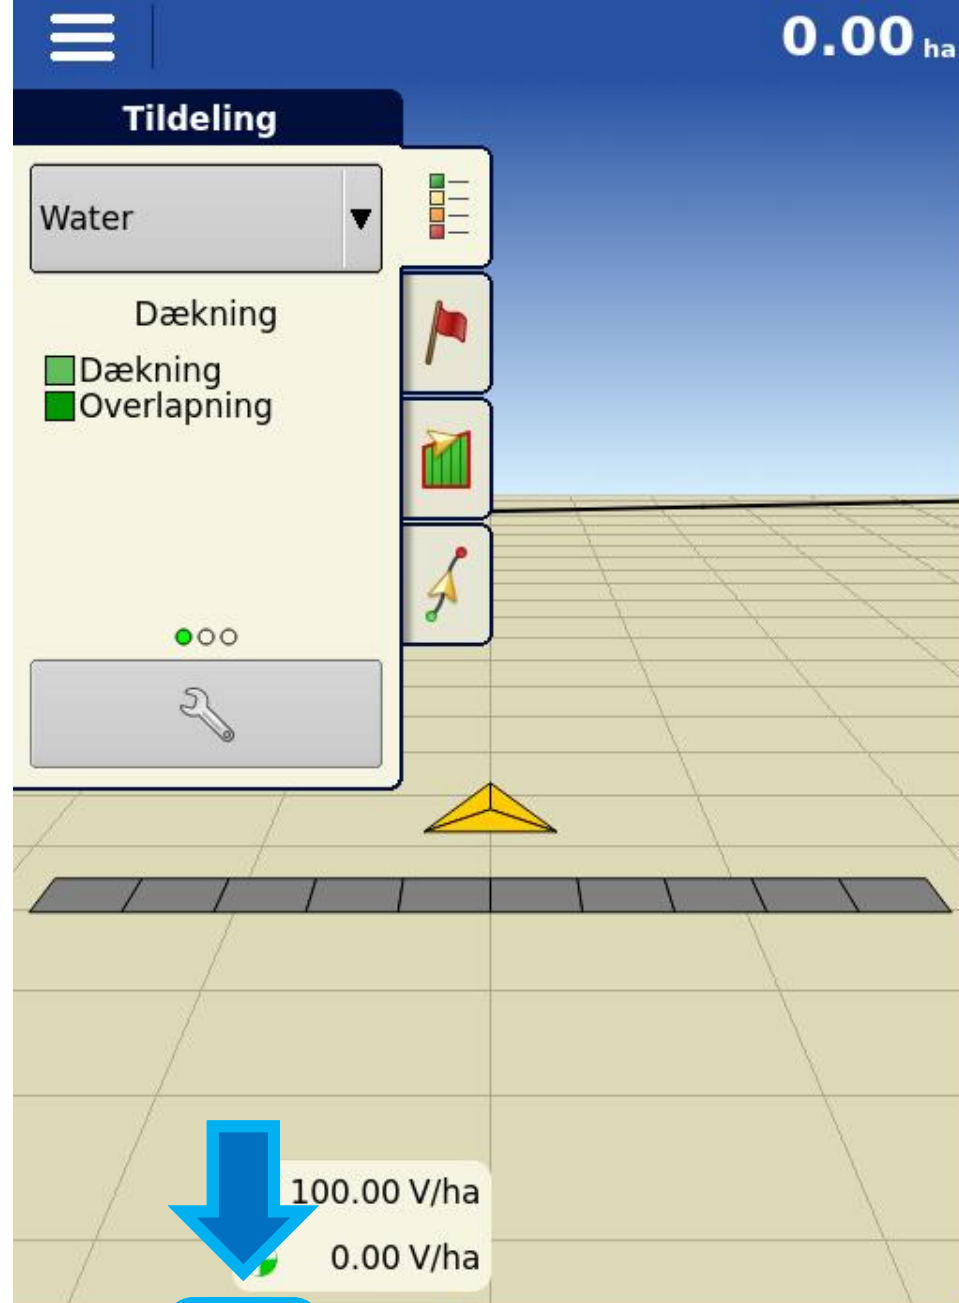 0.00 ha
Tildeling
Water
Dækning
Dækning
Overlapning
100.00 V/ha
0.00 V/ha